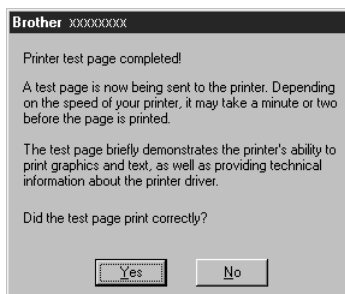 Brother XXXXXXXX
Printer test page completed!
A test page is now being sent to the printer. Depending
on the speed of your printer, it may take a minute or two
before the page is printed.
The test page briefly demonstrates the printer's ability to
print graphics and text, as well as providing technical
information about the printer driver.
Did the test page print correctly?
Yes No